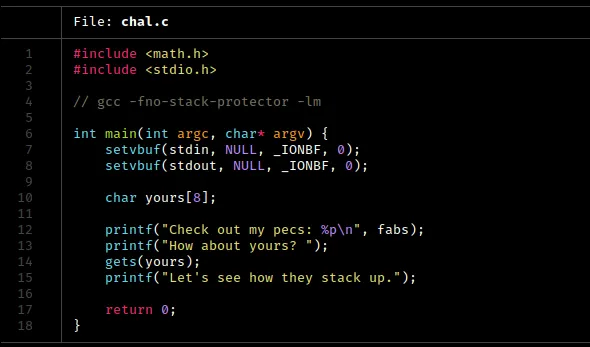 File: chal.c
1 #include <math.h>
2 #include <stdio.h>
3
4 // gcc -fno-stack-protector -lm
5
6 int main(int argc, char* argv) {
7     setvbuf(stdin, NULL, _IONBF, 0);
8     setvbuf(stdout, NULL, _IONBF, 0);
9
10     char yours[8];
11
12     printf("Check out my pecs: %p\n", fabs);
13     printf("How about yours? ");
14     gets(yours);
15     printf("Let's see how they stack up.");
16
17     return 0;
18 }